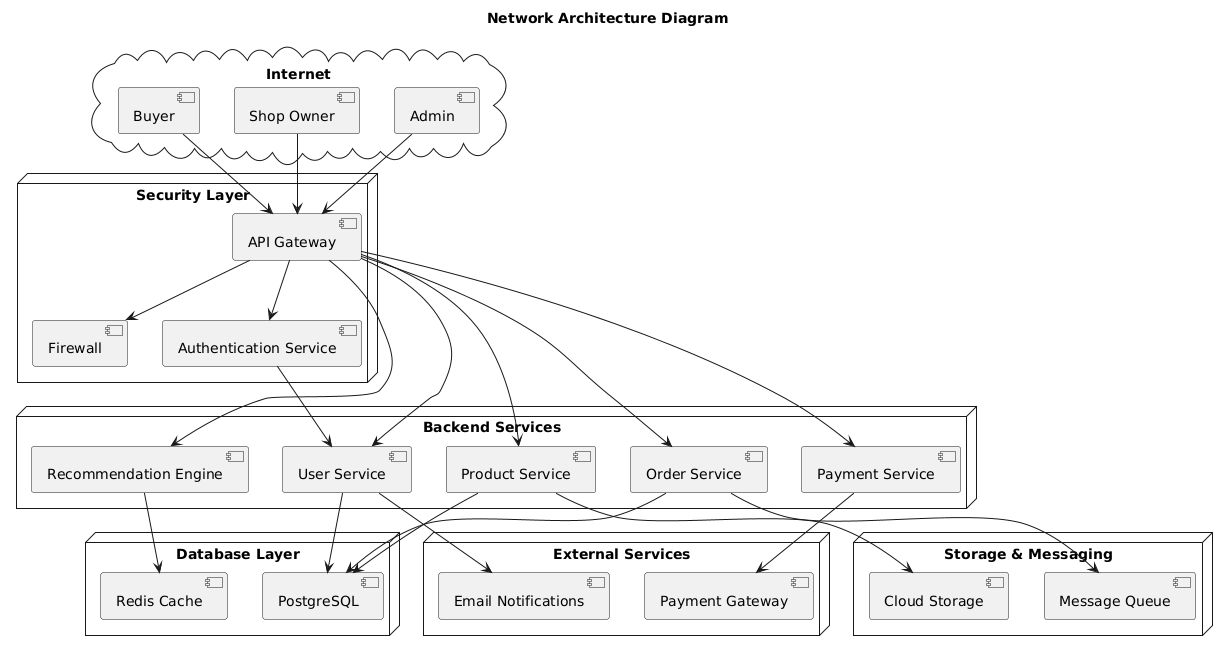 Network Architecture Diagram
Internet
Buyer
Shop Owner
Admin
Security Layer
API Gateway
Firewall
Authentication Service
Backend Services
Recommendation Engine
User Service
Product Service
Order Service
Payment Service
Database Layer
Redis Cache
PostgreSQL
External Services
Email Notifications
Payment Gateway
Storage & Messaging
Cloud Storage
Message Queue